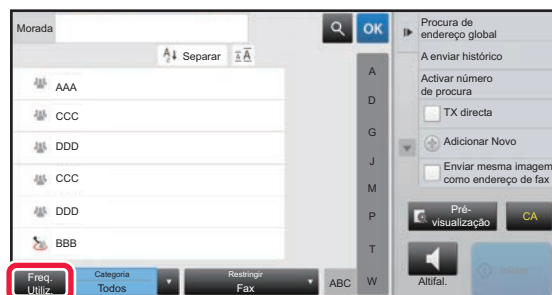 Morada
OK
Separar
AAA
CCC
DDD
CCC
DDD
BBB
A
D
G
J
M
P
T
W
Freq.
Utiliz.
Categoria
Todos
Restringir
Fax
ABC
Procura de
endereço global
A enviar histórico
Activar número
de procura
TX directa
Adicionar Novo
Enviar mesma imagem
como endereço de fax
Pré-
visualização
CA
Altifal.
Iniciar